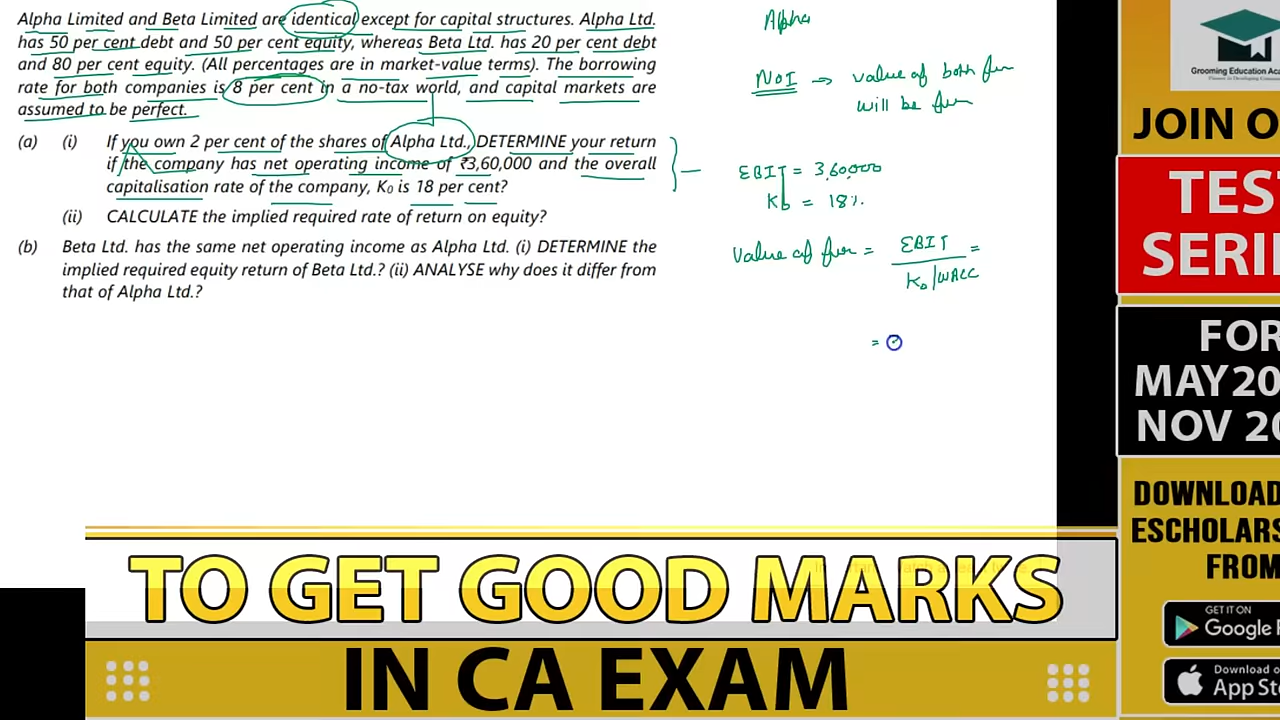 Alpha Limited and Beta Limited are identical except for capital structures. Alpha Ltd.
has 50 per cent debt and 50 per cent equity, whereas Beta Ltd. has 20 per cent debt
and 80 per cent equity. (All percentages are in market-value terms). The borrowing
rate for both companies is 8 per cent in a no-tax world, and capital markets are
assumed to be perfect.
(a) (i) If you own 2 per cent of the shares of Alpha Ltd., DETERMINE your return
if the company has net operating income of ₹3,60,000 and the overall
capitalisation rate of the company, K0 is 18 per cent?
(ii) CALCULATE the implied required rate of return on equity?
(b) Beta Ltd. has the same net operating income as Alpha Ltd. (i) DETERMINE the
implied required equity return of Beta Ltd.? (ii) ANALYSE why does it differ from
that of Alpha Ltd.?
Alpha
NOI → value of both
will be
EBIT = 3,60,000
K0 = 18%.
Value of = EBIT =
K0/WACC
=
Grooming Education Aca
JOIN O
TEST
SERIE
FOR
MAY20
NOV 20
DOWNLOAD
ESCHOLARS
FROM
GET IT ON
Google P
Download o
App Sto
TO GET GOOD MARKS
IN CA EXAM